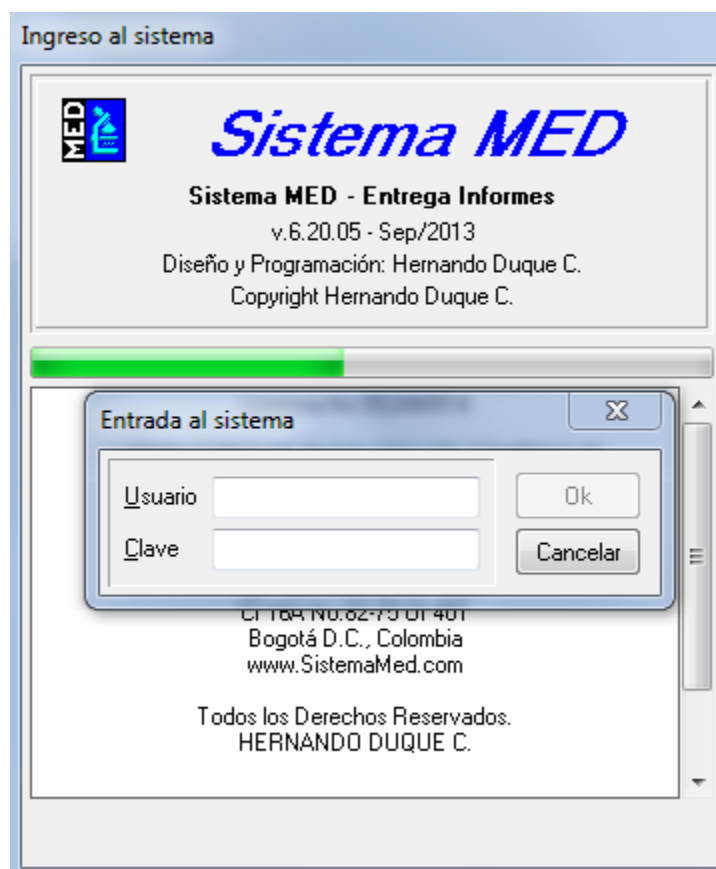 Ingreso al sistema
MED
Sistema MED
Sistema MED - Entrega Informes
v.6.20.05 - Sep/2013
Diseño y Programación: Hernando Duque C.
Copyright Hernando Duque C.
Entrada al sistema
Usuario
Ok
Clave
Cancelar
Bogotá D.C., Colombia
www.SistemaMed.com
Todos los Derechos Reservados.
HERNANDO DUQUE C.